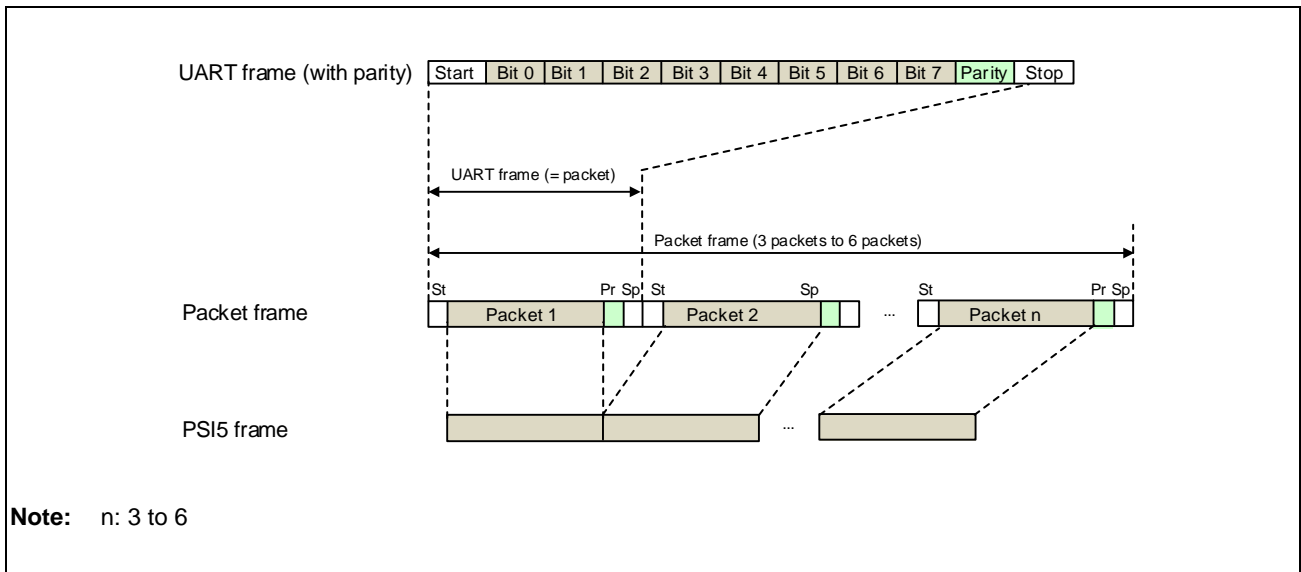 UART frame (with parity) Start Bit 0 Bit 1 Bit 2 Bit 3 Bit 4 Bit 5 Bit 6 Bit 7 Parity Stop
UART frame (= packet)
Packet frame (3 packets to 6 packets)
St Pr Sp St Sp St Pr Sp
Packet frame Packet 1 Packet 2 ... Packet n
PSI5 frame ...
Note: n: 3 to 6